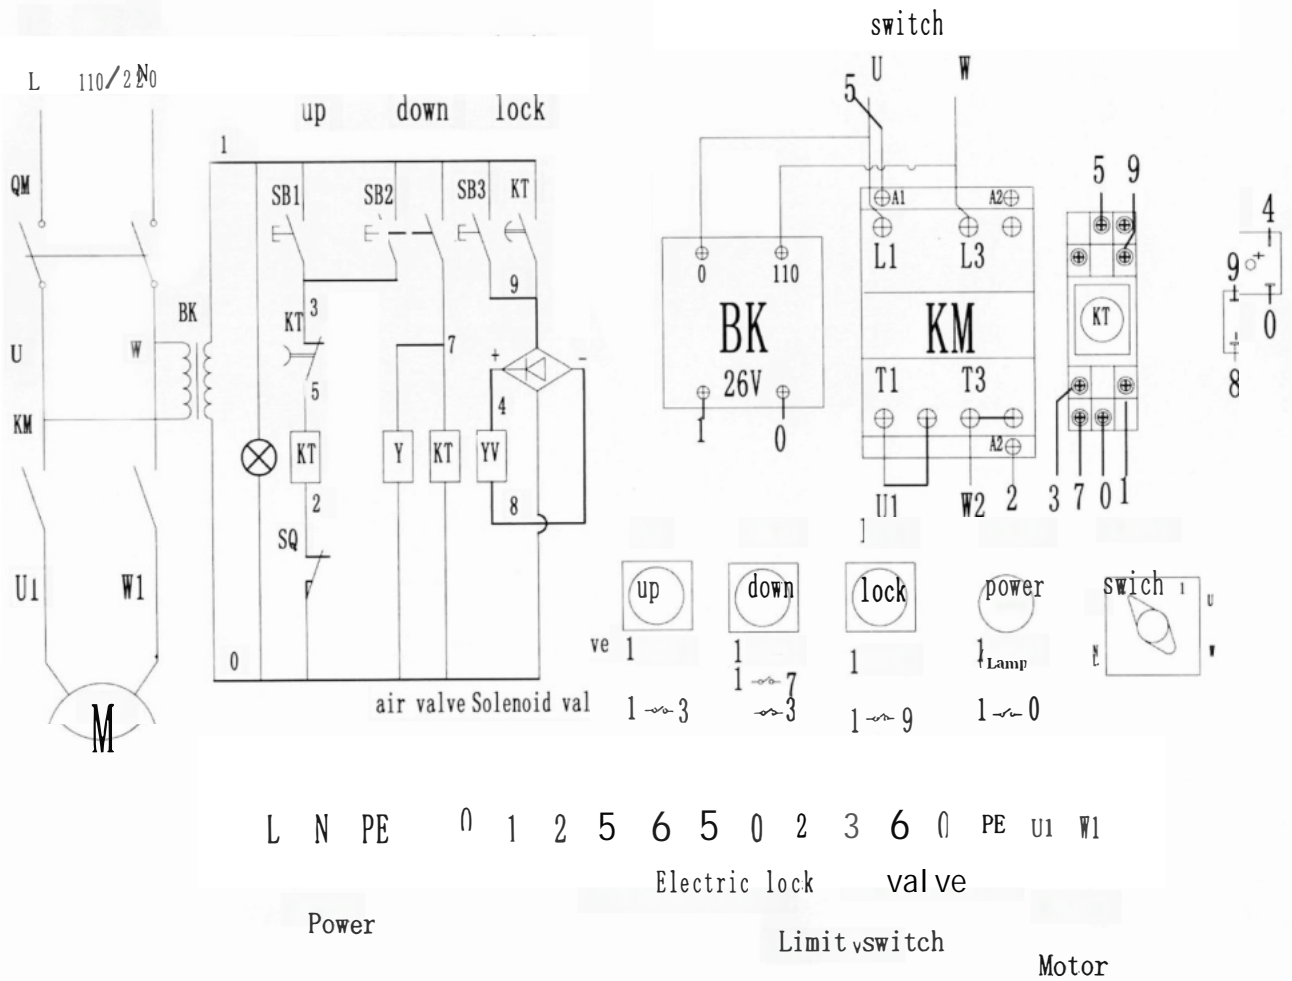 switch
L 110/220 N
U W
5
up down lock
1
QM SB1 SB2 SB3 KT
A1 A2
5 9
4
L1 L3
0 110
9 +
BK
3 9
KT
BK KM
KT
0
U W
7
+ -
26V T1 T3
8
5
4
KM
1 0
A2
KT Y KT YV
2 8
U1 W2 2 3 7 0 1
SQ
1
U1 W1
up down lock power swich 1
U
N
L
W
0
ve 1 1 1 1
Lamp
1 7
air valve Solenoid val
1 3 3 1 9 1 0
M
L N PE 0 1 2 5 6 5 0 2 3 6 0 PE U1 W1
Electric lock valve
Power
Limit vswitch
Motor